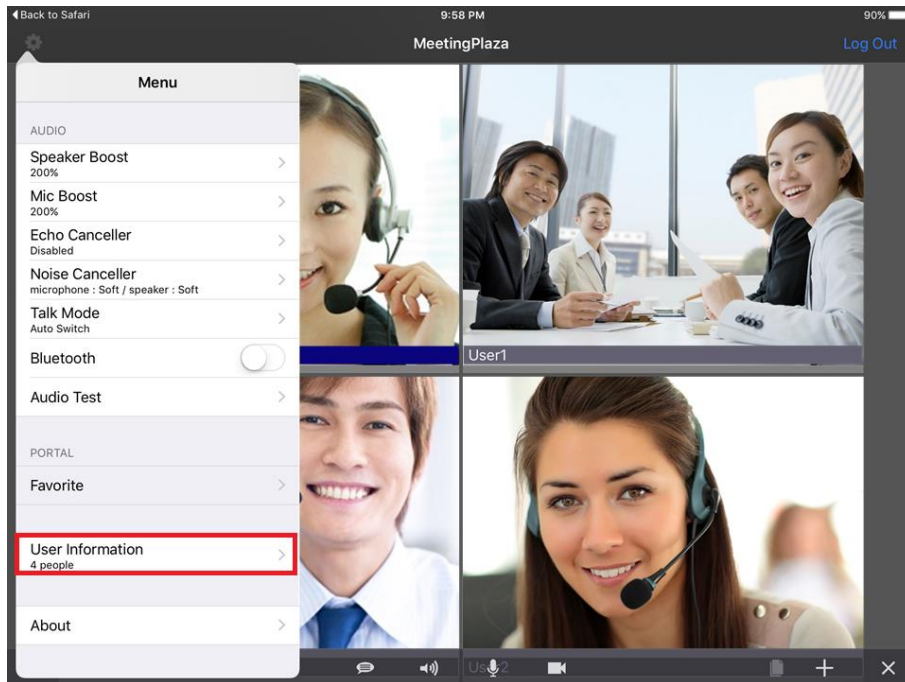 Back to Safari
9:58 PM
90%
MeetingPlaza
Log Out
Menu
AUDIO
Speaker Boost
200%
Mic Boost
200%
Echo Canceller
Disabled
Noise Canceller
microphone : Soft / speaker : Soft
Talk Mode
Auto Switch
Bluetooth
Audio Test
PORTAL
Favorite
User Information
4 people
About
User1
User2